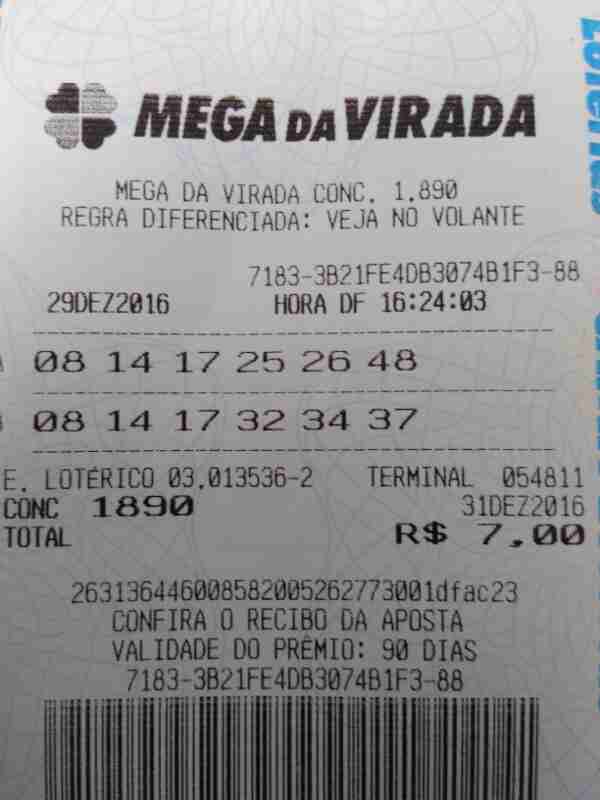 MEGA DA VIRADA
MEGA DA VIRADA CONC. 1.890
REGRA DIFERENCIADA: VEJA NO VOLANTE
7183-3B21FE4DB3074B1F3-88
29DEZ2016 HORA DF 16:24:03
08 14 17 25 26 48
08 14 17 32 34 37
E. LOTÉRICO 03.013536-2 TERMINAL 054811
CONC 1890 31DEZ2016
TOTAL R$ 7,00
263136446008582005262773001dfac23
CONFIRA O RECIBO DA APOSTA
VALIDADE DO PRÊMIO: 90 DIAS
7183-3B21FE4DB3074B1F3-88